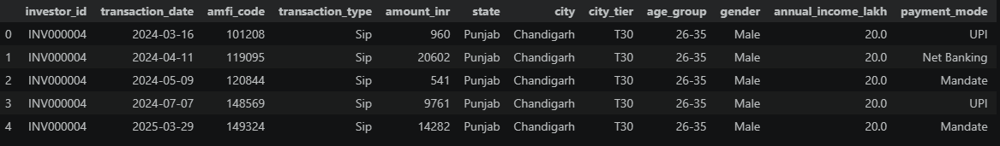 investor_id transaction_date amfi_code transaction_type amount_inr state city city_tier age_group gender annual_income_lakh payment_mode
0 INV000004 2024-03-16 101208 Sip 960 Punjab Chandigarh T30 26-35 Male 20.0 UPI
1 INV000004 2024-04-11 119095 Sip 20602 Punjab Chandigarh T30 26-35 Male 20.0 Net Banking
2 INV000004 2024-05-09 120844 Sip 541 Punjab Chandigarh T30 26-35 Male 20.0 Mandate
3 INV000004 2024-07-07 148569 Sip 9761 Punjab Chandigarh T30 26-35 Male 20.0 UPI
4 INV000004 2025-03-29 149324 Sip 14282 Punjab Chandigarh T30 26-35 Male 20.0 Mandate